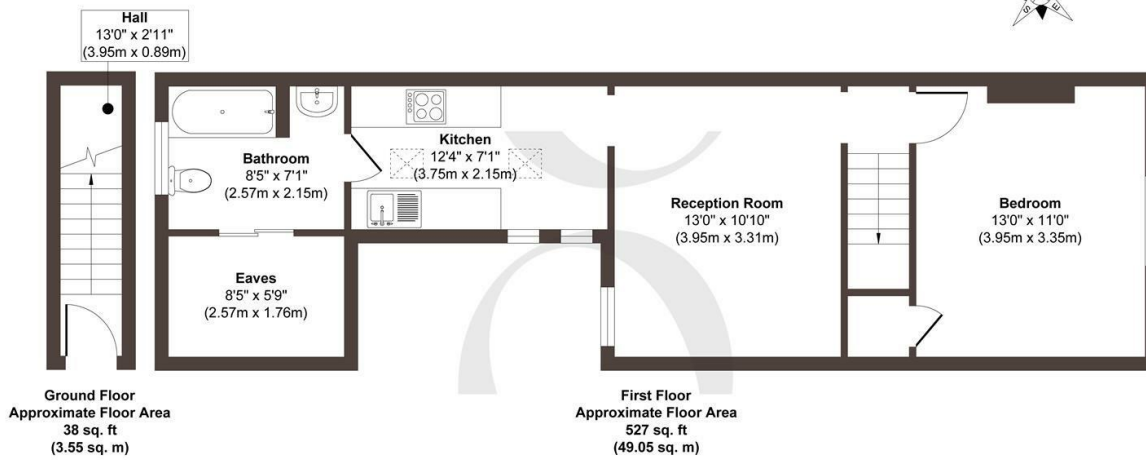 Hall
13'0" x 2'11"
(3.95m x 0.89m)
Bathroom
8'5" x 7'1"
(2.57m x 2.15m)
Kitchen
12'4" x 7'1"
(3.75m x 2.15m)
Reception Room
13'0" x 10'10"
(3.95m x 3.31m)
Bedroom
13'0" x 11'0"
(3.95m x 3.35m)
Eaves
8'5" x 5'9"
(2.57m x 1.76m)
Ground Floor
Approximate Floor Area
38 sq. ft
(3.55 sq. m)
First Floor
Approximate Floor Area
527 sq. ft
(49.05 sq. m)
S
E